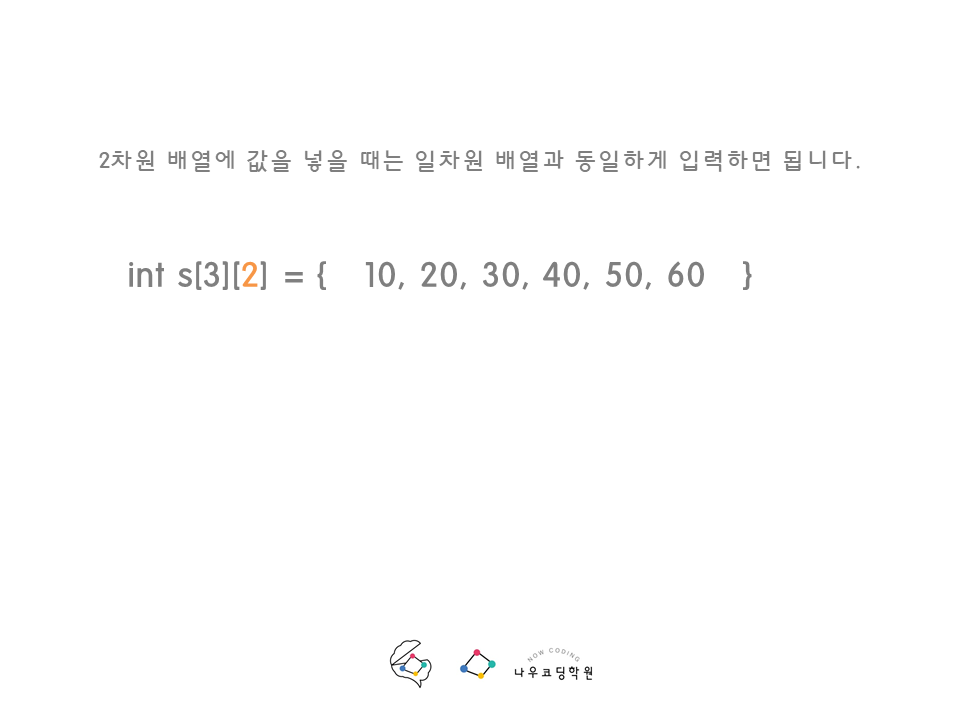 2차원 배열에 값을 넣을 때는 일차원 배열과 동일하게 입력하면 됩니다.
int s[3][2] = { 10, 20, 30, 40, 50, 60 }
NOW CODING
나우코딩학원